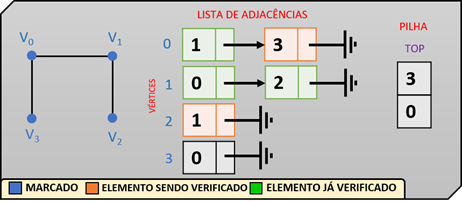 LISTA DE ADJACÊNCIAS
PILHA
TOP
V0 V1
V3 V2
VÉRTICES
0 1 3
1 0 2
2 1
3 0
3
0
MARCADO ELEMENTO SENDO VERIFICADO ELEMENTO JÁ VERIFICADO